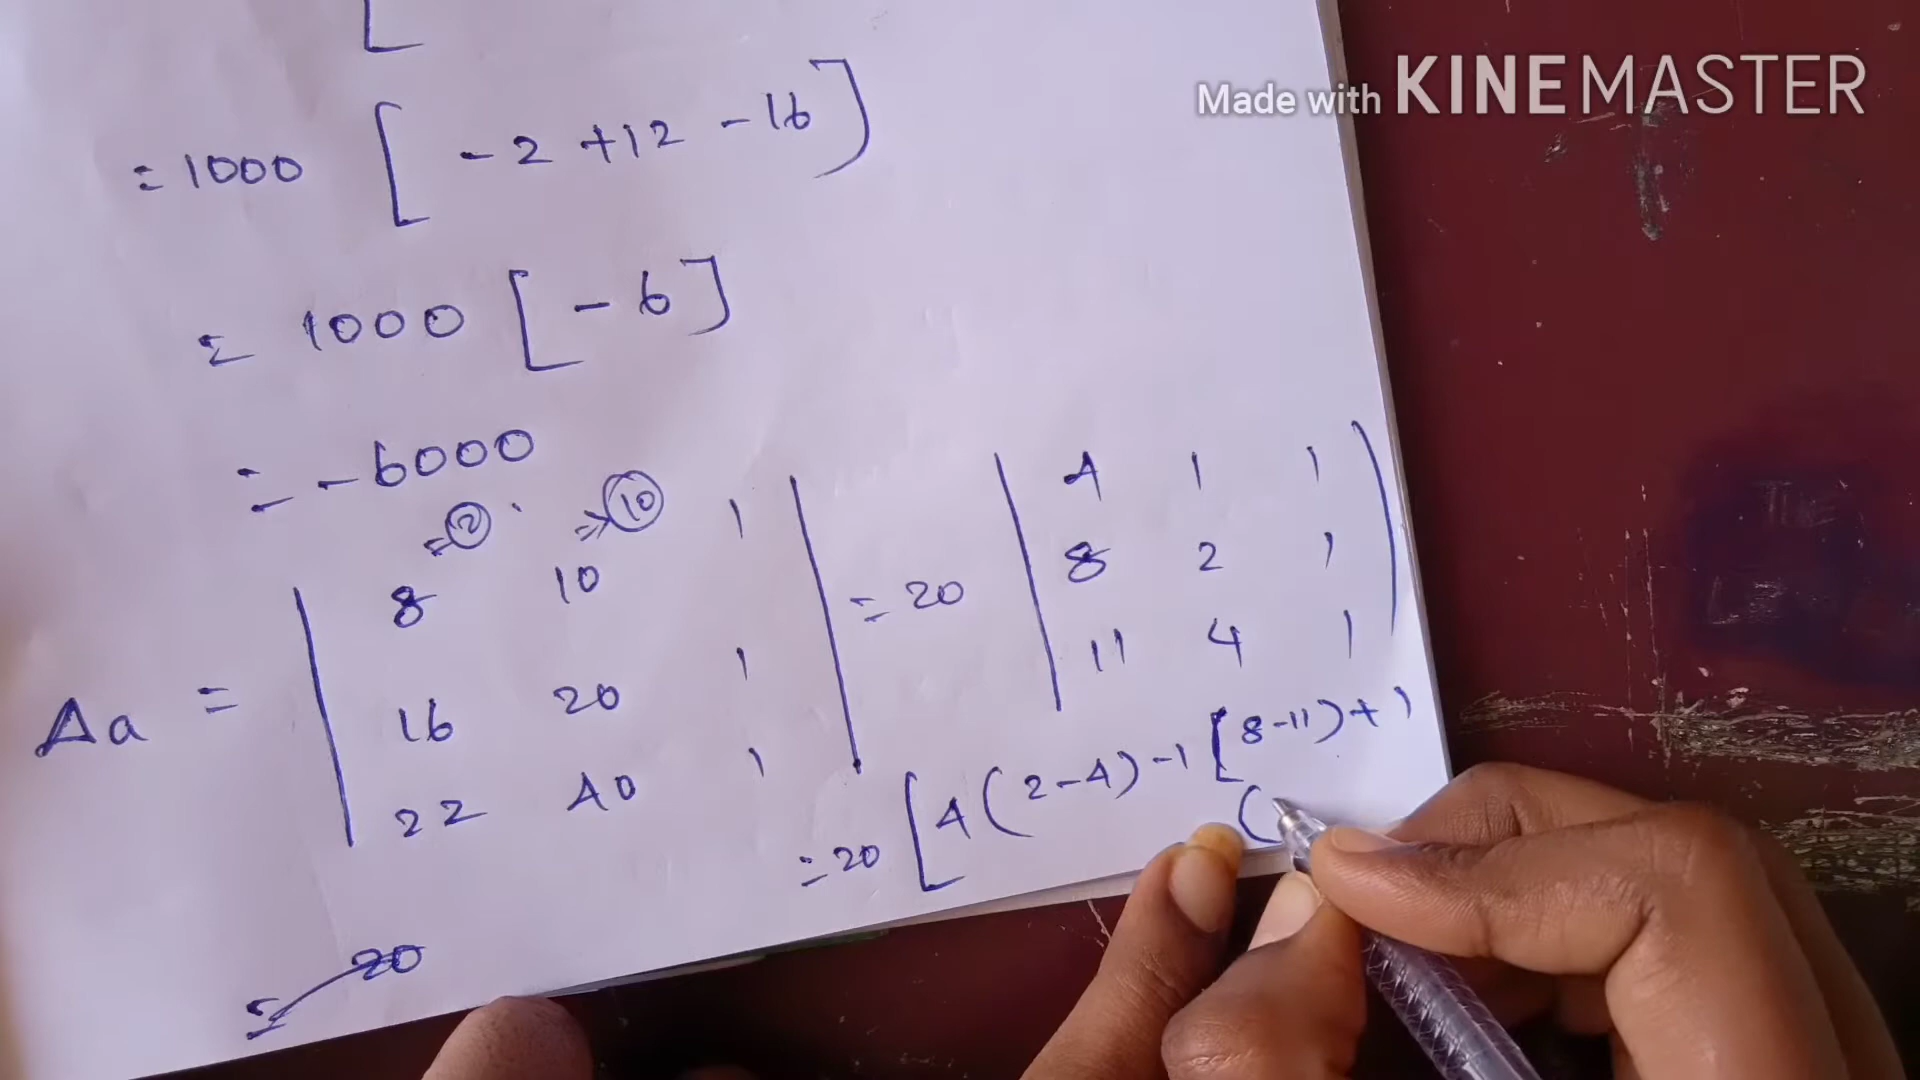 Made with KINEMASTER
= 1000 [ - 2 + 12 - 16 ]
= 1000 [ - 6 ]
= - 6000
= (2) => (10)
8 10 1
16 20 1
22 40 1
Δa =
= 20
4 1 1
8 2 1
11 4 1
= 20 [ 4 ( 2 - 4 ) - 1 [ 8 - 11 ) + 1
(
= 20